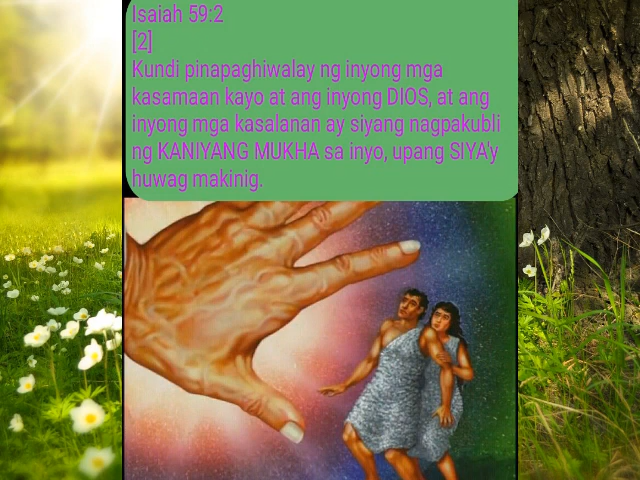 Isaiah 59:2
[2]
Kundi pinapaghiwalay ng inyong mga
kasamaan kayo at ang inyong DIOS, at ang
inyong mga kasalanan ay siyang nagpakubli
ng KANIYANG MUKHA sa inyo, upang SIYA'y
huwag makinig.